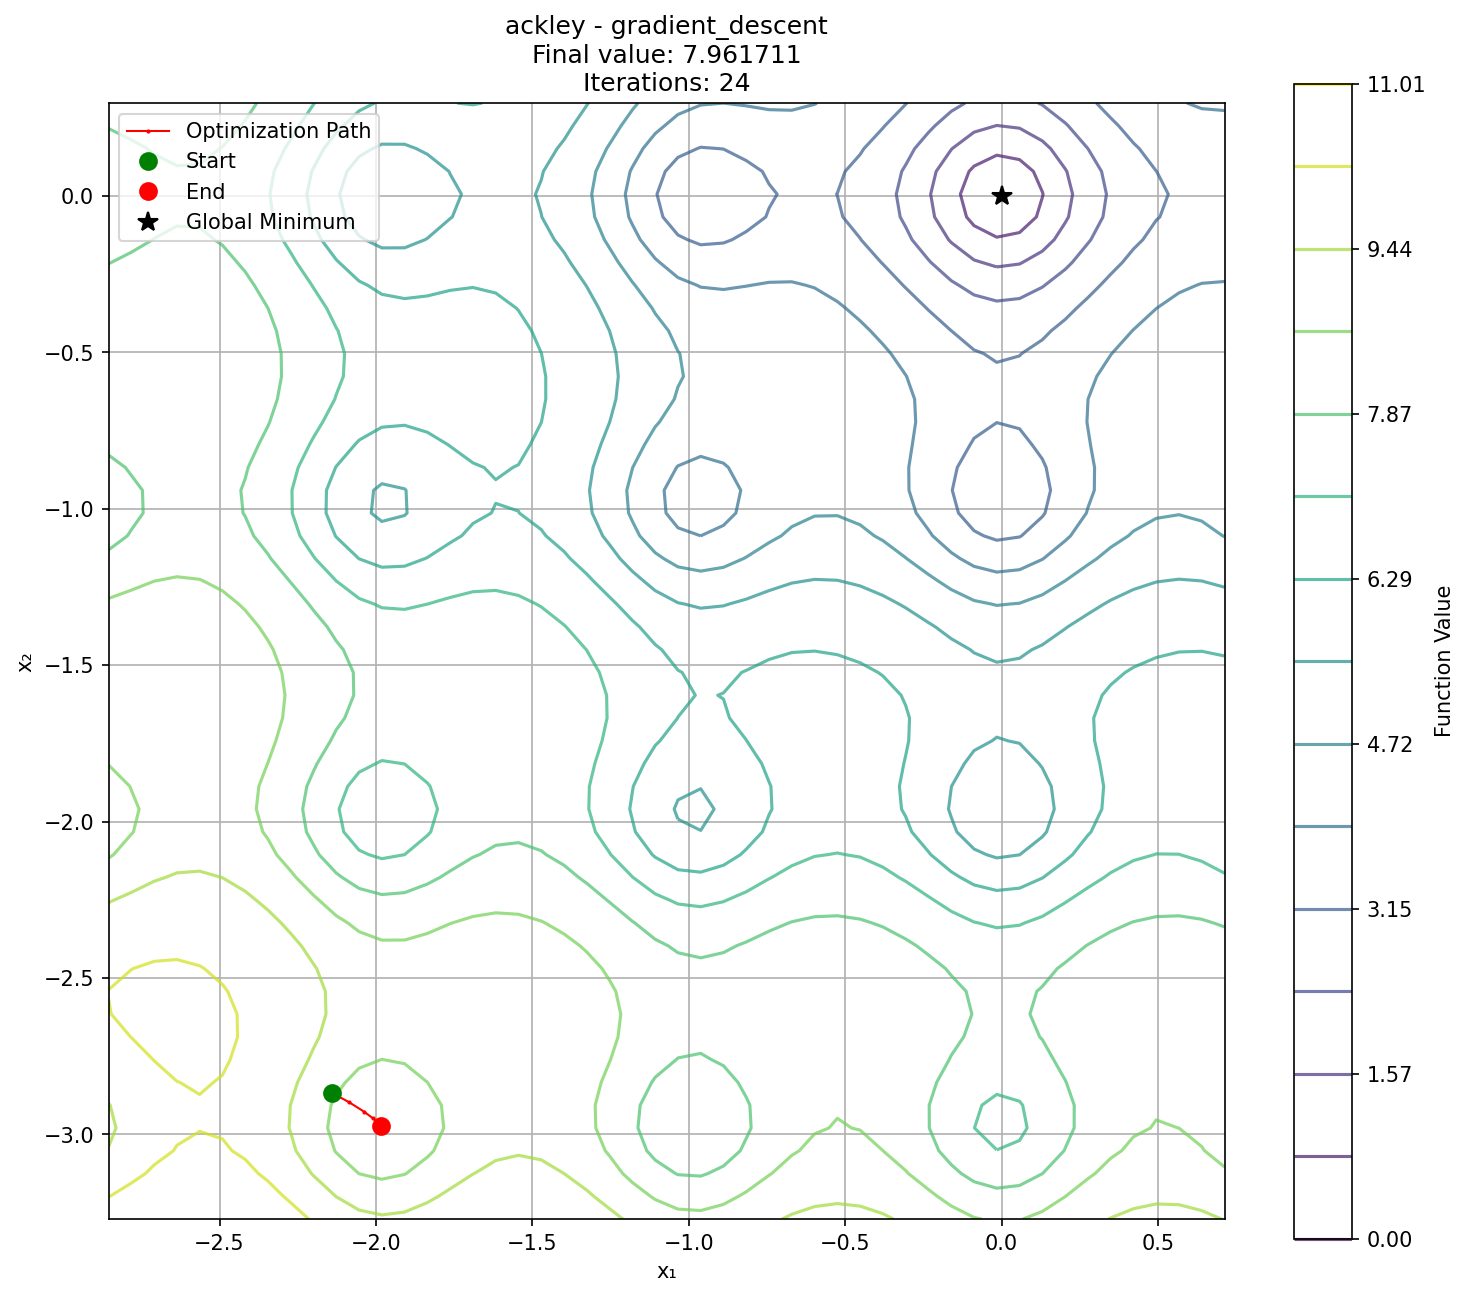 ackley - gradient_descent
Final value: 7.961711
Iterations: 24
Optimization Path
Start
End
Global Minimum
0.0
−0.5
−1.0
−1.5
−2.0
−2.5
−3.0
x₂
−2.5
−2.0
−1.5
−1.0
−0.5
0.0
0.5
x₁
11.01
9.44
7.87
6.29
4.72
3.15
1.57
0.00
Function Value